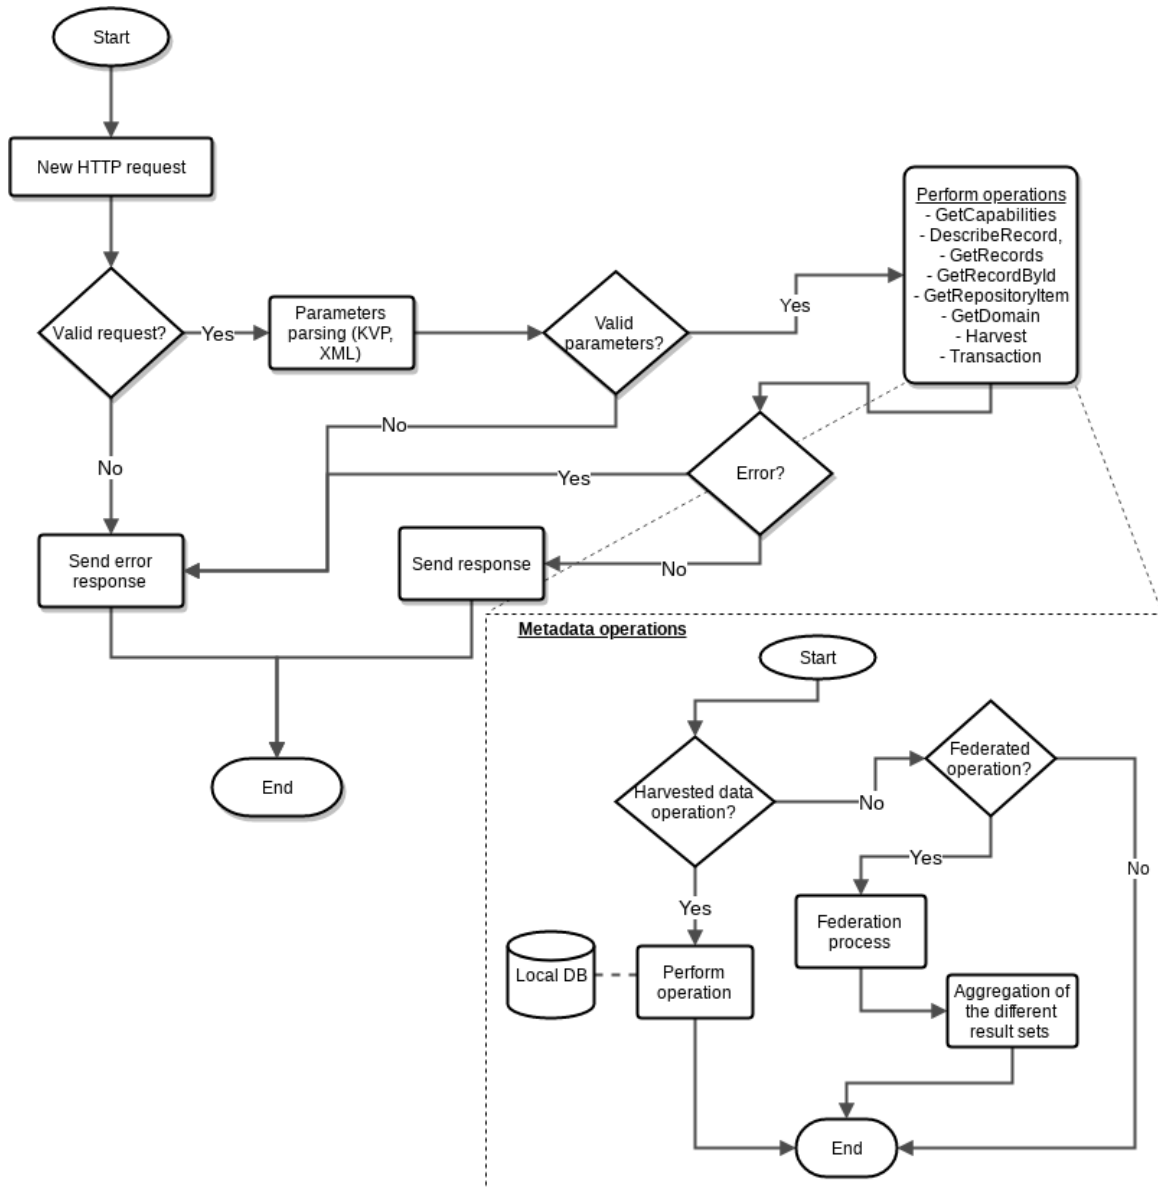 Start
New HTTP request
Valid request?
Yes
Parameters
parsing (KVP,
XML)
Valid
parameters?
Yes
Perform operations
- GetCapabilities
- DescribeRecord,
- GetRecords
- GetRecordById
- GetRepositoryItem
- GetDomain
- Harvest
- Transaction
No
No
Yes
Error?
Send error
response
Send response
No
End
Metadata operations
Start
Harvested data
operation?
No
Federated
operation?
Yes
No
Yes
Federation
process
Local DB
Perform
operation
Aggregation of
the different
result sets
End